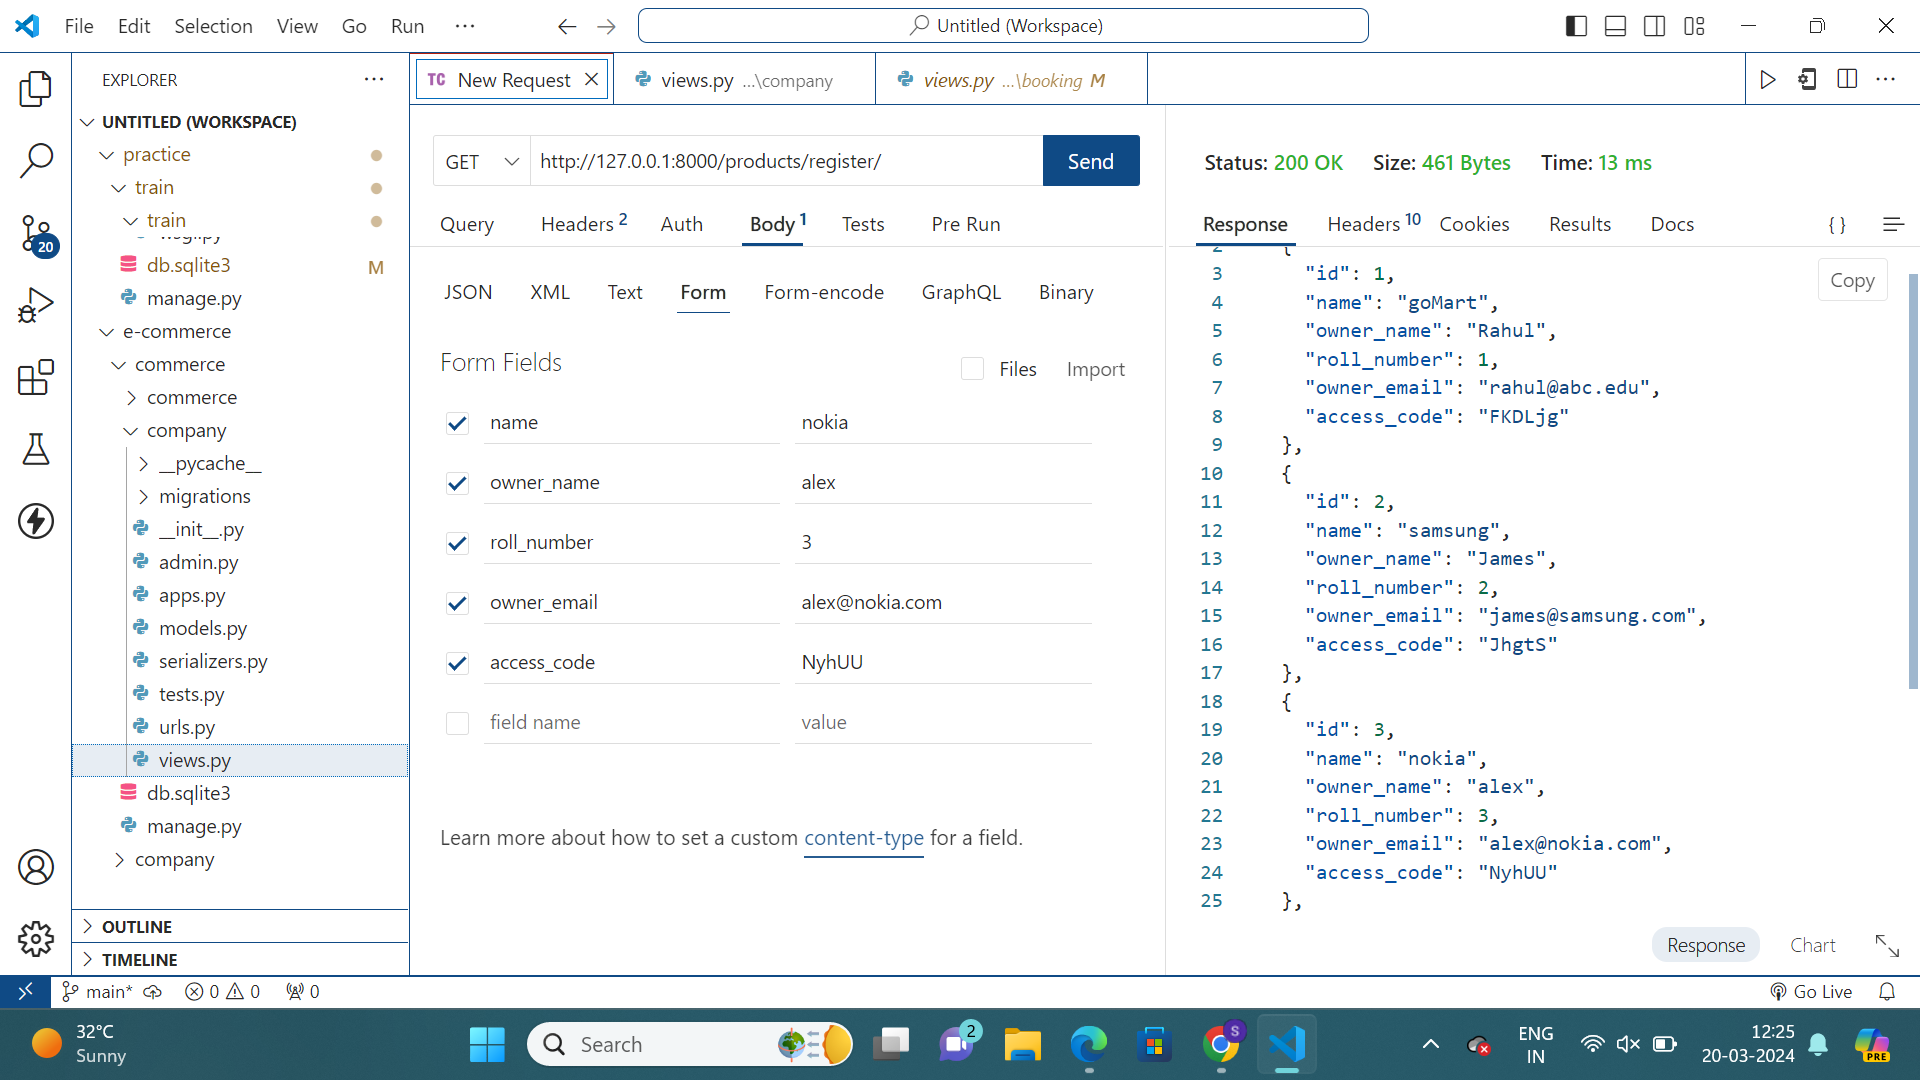 File Edit Selection View Go Run ...
Untitled (Workspace)
EXPLORER ...
UNTITLED (WORKSPACE)
practice
train
train
wsgi.py
db.sqlite3 M
manage.py
e-commerce
commerce
commerce
company
__pycache__
migrations
__init__.py
admin.py
apps.py
models.py
serializers.py
tests.py
urls.py
views.py
db.sqlite3
manage.py
company
OUTLINE
TIMELINE
20
TC New Request
views.py ...\company
views.py ...\booking M
GET http://127.0.0.1:8000/products/register/ Send
Query Headers 2 Auth Body 1 Tests Pre Run
JSON XML Text Form Form-encode GraphQL Binary
Form Fields Files Import
name nokia
owner_name alex
roll_number 3
owner_email alex@nokia.com
access_code NyhUU
field name value
Learn more about how to set a custom content-type for a field.
Status: 200 OK Size: 461 Bytes Time: 13 ms
Response Headers 10 Cookies Results Docs { }
Copy
2 {
3 "id": 1,
4 "name": "goMart",
5 "owner_name": "Rahul",
6 "roll_number": 1,
7 "owner_email": "rahul@abc.edu",
8 "access_code": "FKDLjg"
9 },
10 {
11 "id": 2,
12 "name": "samsung",
13 "owner_name": "James",
14 "roll_number": 2,
15 "owner_email": "james@samsung.com",
16 "access_code": "JhgtS"
17 },
18 {
19 "id": 3,
20 "name": "nokia",
21 "owner_name": "alex",
22 "roll_number": 3,
23 "owner_email": "alex@nokia.com",
24 "access_code": "NyhUU"
25 },
Response Chart
main* 0 0 0 Go Live
32°C
Sunny
Search
2
S
ENG
IN
12:25
20-03-2024
PRE